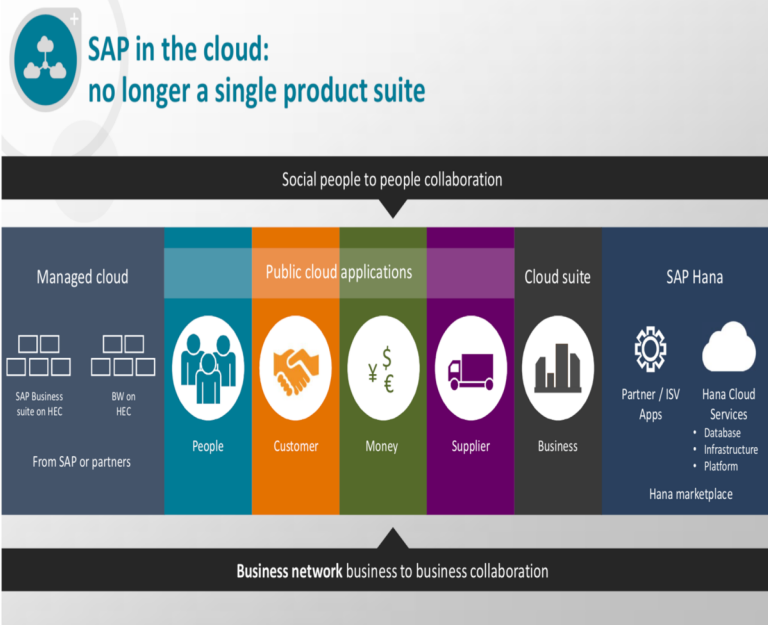 SAP in the cloud:
no longer a single product suite
Social people to people collaboration
Managed cloud
SAP Business
suite on HEC
BW on
HEC
From SAP or partners
Public cloud applications
People
Customer
¥ $ €
Money
Supplier
Cloud suite
Business
SAP Hana
Partner / ISV
Apps
Hana Cloud
Services
• Database
• Infrastructure
• Platform
Hana marketplace
Business network business to business collaboration